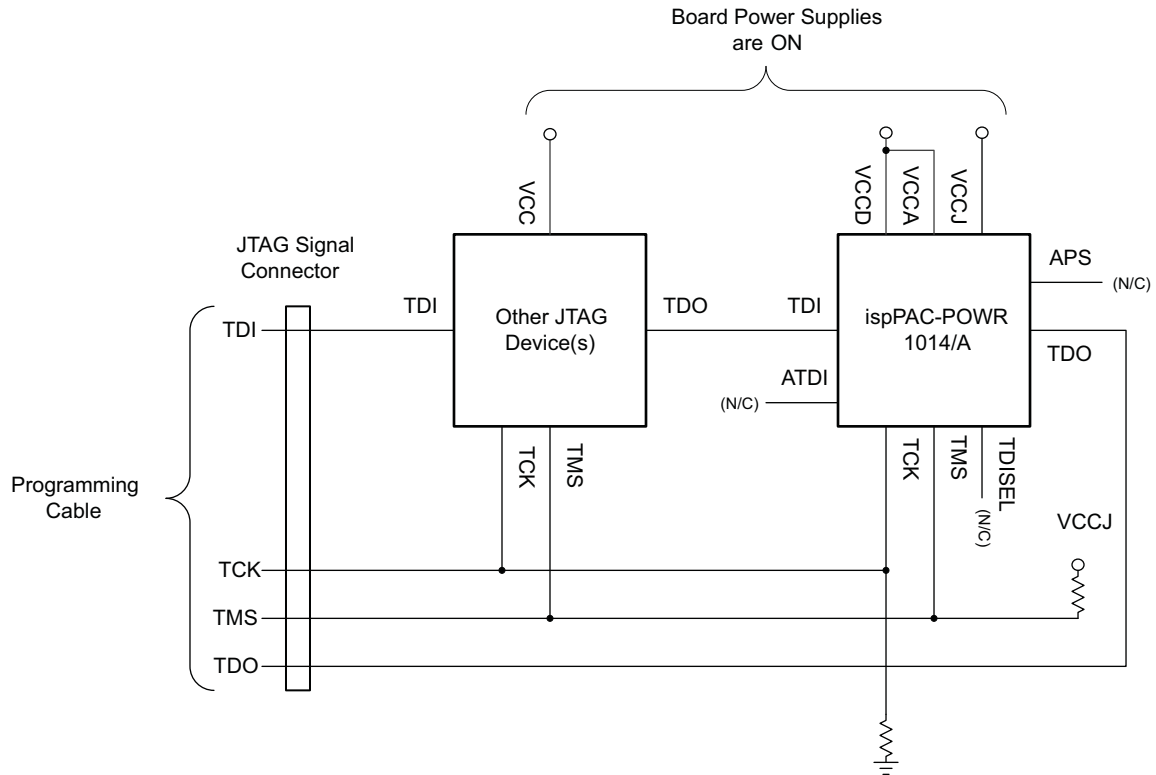 Board Power Supplies
are ON
VCC
VCCD
VCCA
VCCJ
JTAG Signal
Connector
APS
(N/C)
TDI
TDI
Other JTAG
Device(s)
TDO
TDI
ispPAC-POWR
1014/A
TDO
ATDI
(N/C)
TCK
TMS
TCK
TMS
TDISEL
(N/C)
Programming
Cable
VCCJ
TCK
TMS
TDO